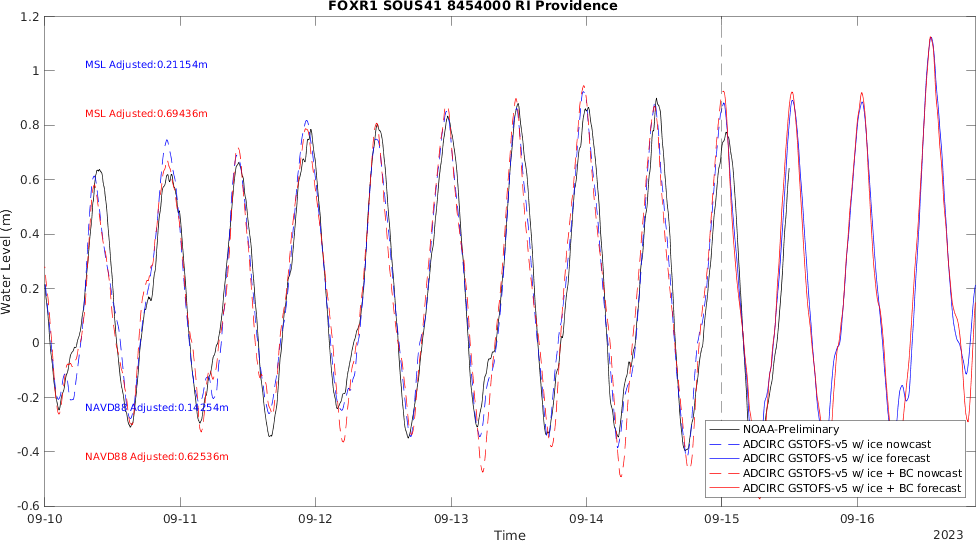 FOXR1 SOUS41 8454000 RI Providence
1.2
1
0.8
0.6
0.4
0.2
0
-0.2
-0.4
-0.6
Water Level (m)
MSL Adjusted:0.21154m
MSL Adjusted:0.69436m
NAVD88 Adjusted:0.14254m
NAVD88 Adjusted:0.62536m
NOAA-Preliminary
ADCIRC GSTOFS-v5 w/ ice nowcast
ADCIRC GSTOFS-v5 w/ ice forecast
ADCIRC GSTOFS-v5 w/ ice + BC nowcast
ADCIRC GSTOFS-v5 w/ ice + BC forecast
09-10 09-11 09-12 09-13 09-14 09-15 09-16
Time
2023